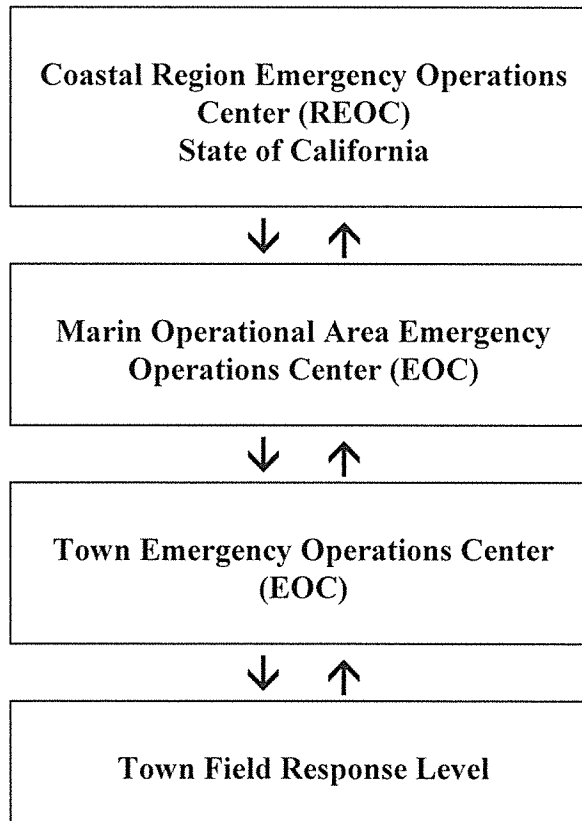 Coastal Region Emergency Operations
Center (REOC)
State of California
Marin Operational Area Emergency
Operations Center (EOC)
Town Emergency Operations Center
(EOC)
Town Field Response Level